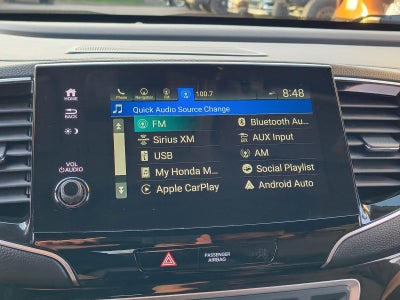 Phone Navigation FM 100.7 8:48
HOME
Quick Audio Source Change
BACK
FM Bluetooth Au...
Sirius XM AUX Input
USB AM
VOL
AUDIO
My Honda M... Social Playlist
Apple CarPlay Android Auto
PASSENGER
AIRBAG